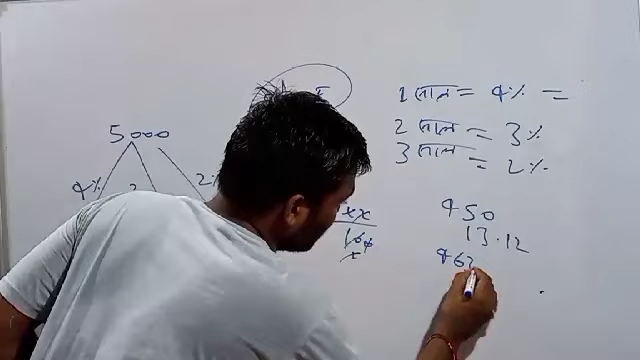 1 साल = 4% =
2 साल = 3%
3 साल = 2%
5000
4%
2%
450
13.12
463